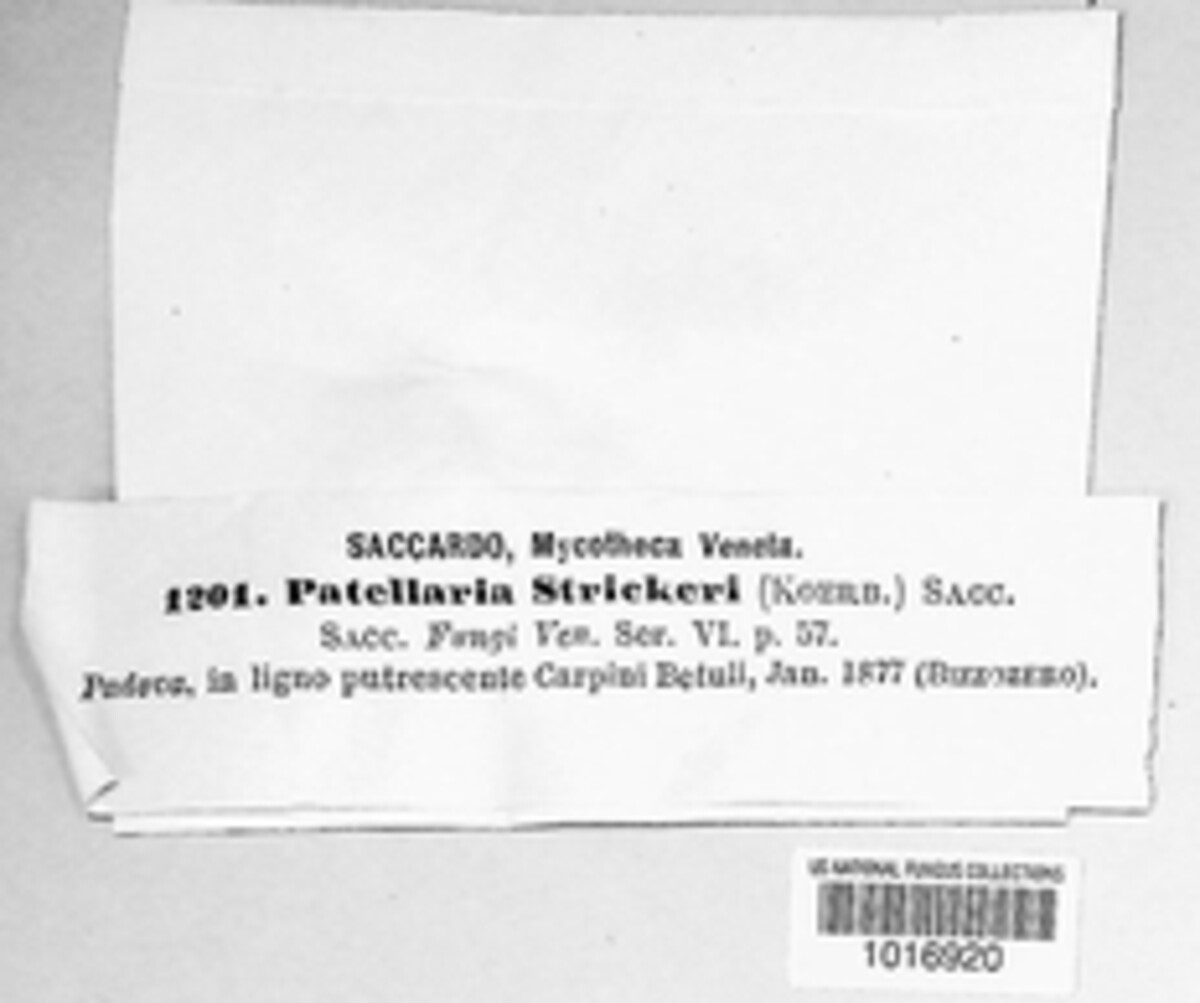 SACCARDO, Mycotheca Veneta.
1201. Patellaria Strickeri (KOERB.) SACC.
SACC. Fungi Ven. Ser. VI. p. 57.
Padova, in ligno putrescente Carpini Betuli, Jan. 1877 (BIZZOZERO).
US NATIONAL FUNGUS COLLECTIONS
1016920